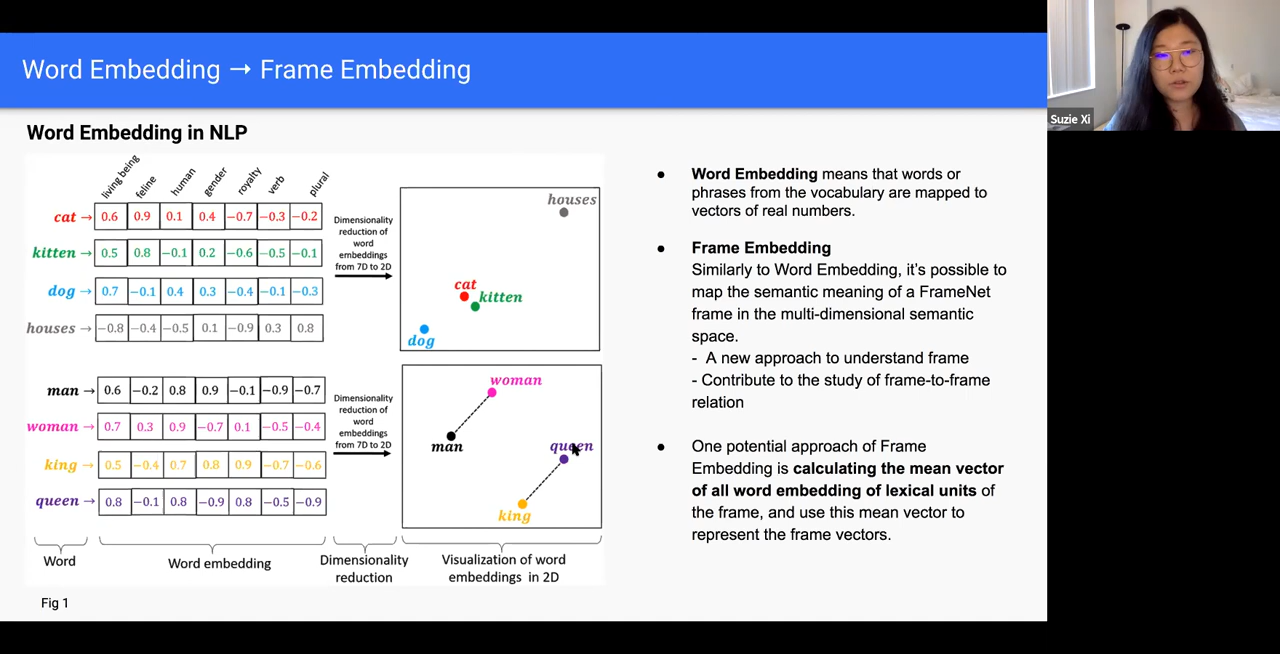 Word Embedding → Frame Embedding
Suzie Xi
Word Embedding in NLP
living being feline human gender royalty verb plural
cat → 0.6 0.9 0.1 0.4 −0.7 −0.3 −0.2
kitten → 0.5 0.8 −0.1 0.2 −0.6 −0.5 −0.1
dog → 0.7 −0.1 0.4 0.3 −0.4 −0.1 −0.3
houses → −0.8 −0.4 −0.5 0.1 −0.9 0.3 0.8
Dimensionality
reduction of
word
embeddings
from 7D to 2D
houses
cat
kitten
dog
man → 0.6 −0.2 0.8 0.9 −0.1 −0.9 −0.7
woman → 0.7 0.3 0.9 −0.7 0.1 −0.5 −0.4
king → 0.5 −0.4 0.7 0.8 0.9 −0.7 −0.6
queen → 0.8 −0.1 0.8 −0.9 0.8 −0.5 −0.9
Dimensionality
reduction of
word
embeddings
from 7D to 2D
woman
man
queen
king
Word
Word embedding
Dimensionality
reduction
Visualization of word
embeddings in 2D
Fig 1
● Word Embedding means that words or
phrases from the vocabulary are mapped to
vectors of real numbers.
● Frame Embedding
Similarly to Word Embedding, it's possible to
map the semantic meaning of a FrameNet
frame in the multi-dimensional semantic
space.
- A new approach to understand frame
- Contribute to the study of frame-to-frame
relation
● One potential approach of Frame
Embedding is calculating the mean vector
of all word embedding of lexical units of
the frame, and use this mean vector to
represent the frame vectors.